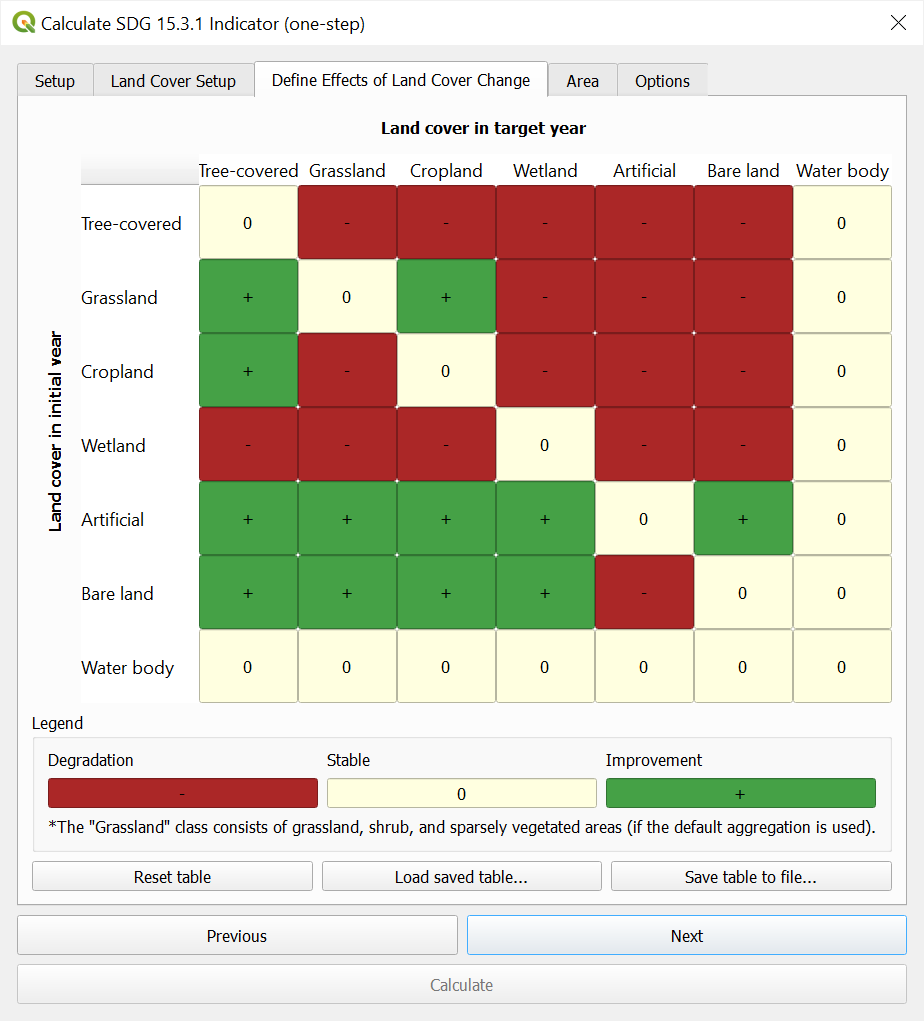 Calculate SDG 15.3.1 Indicator (one-step)
Setup Land Cover Setup Define Effects of Land Cover Change Area Options
Land cover in target year
Tree-covered Grassland Cropland Wetland Artificial Bare land Water body
Land cover in initial year
Tree-covered 0 - - - - - 0
Grassland + 0 + - - - 0
Cropland + - 0 - - - 0
Wetland - - - 0 - - 0
Artificial + + + + 0 + 0
Bare land + + + + - 0 0
Water body 0 0 0 0 0 0 0
Legend
Degradation Stable Improvement
- 0 +
*The "Grassland" class consists of grassland, shrub, and sparsely vegetated areas (if the default aggregation is used).
Reset table Load saved table... Save table to file...
Previous Next
Calculate